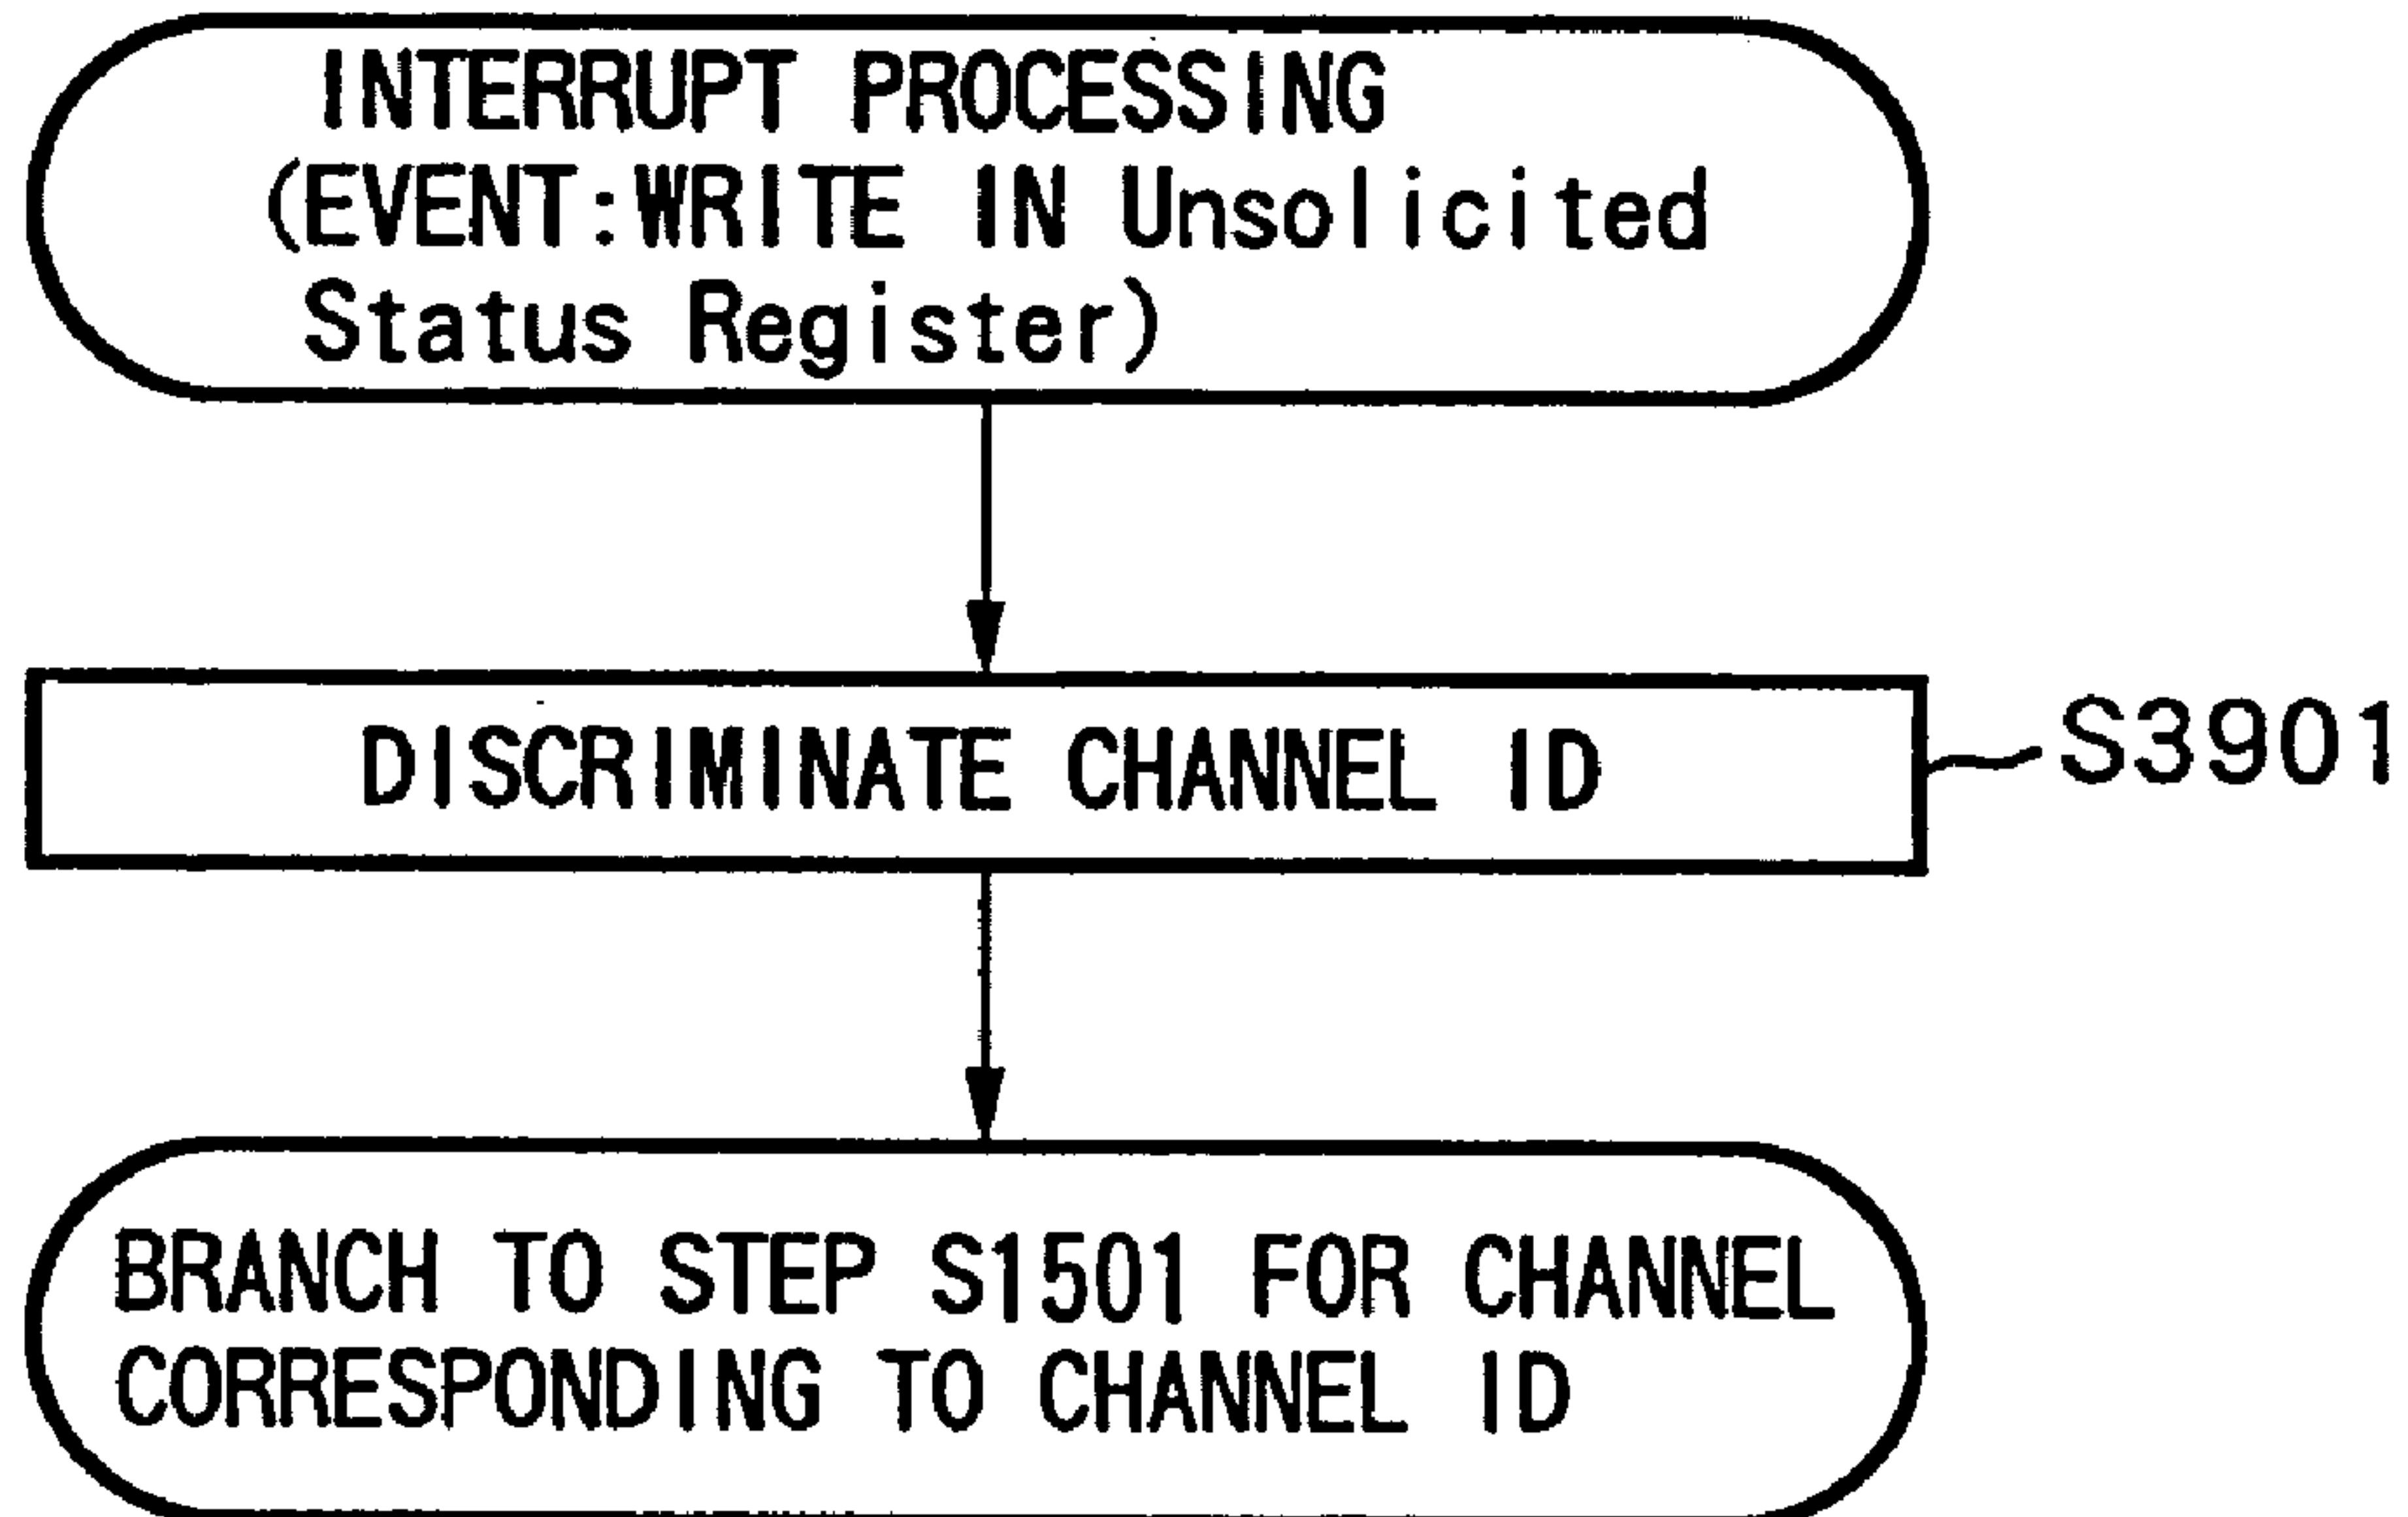 INTERRUPT PROCESSING
(EVENT:WRITE IN Unsolicited
Status Register)
DISCRIMINATE CHANNEL ID
S3901
BRANCH TO STEP S1501 FOR CHANNEL
CORRESPONDING TO CHANNEL ID